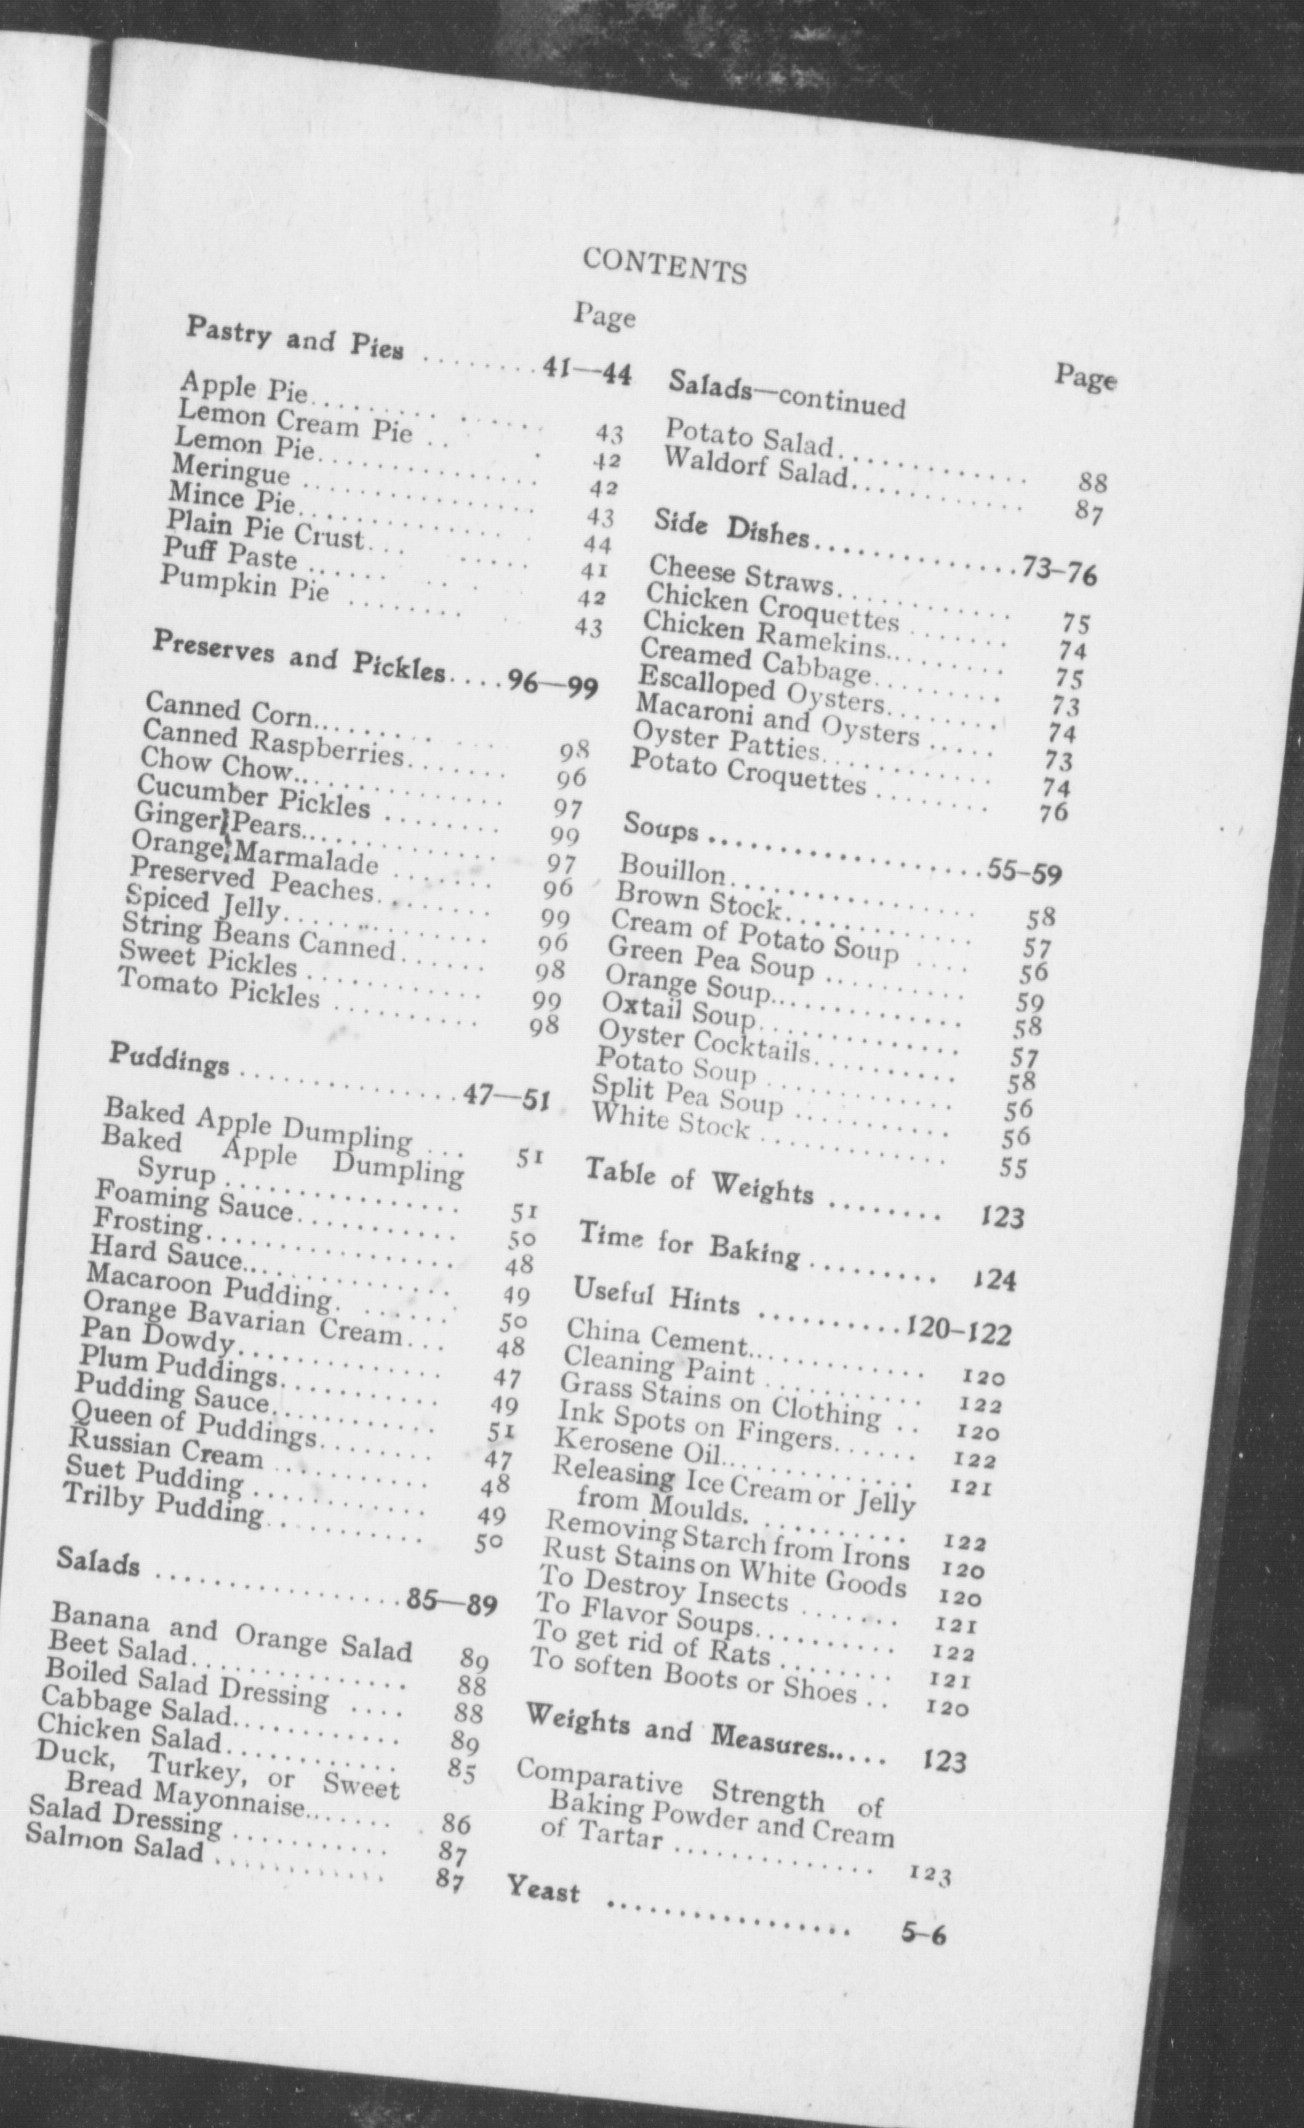 CONTENTS
Page
Pastry and Pies ........41—44
Apple Pie............... 43
Lemon Cream Pie .. . 42
Lemon Pie............... 42
Meringue ................ 43
Mince Pie............... 44
Plain Pie Crust... ..... 41
Puff Paste ...... .. . 42
Pumpkin Pie ........ . 43
Preserves and Pickles....96—99
Canned Corn............ 98
Canned Raspberries....... 96
Chow Chow............... 97
Cucumber Pickles ........ 99
Ginger Pears.............. 97
Orange Marmalade ....... 96
Preserved Peaches........ 99
Spiced Jelly.............. 96
String Beans Canned...... 98
Sweet Pickles ............ 99
Tomato Pickles .......... 98
Puddings ...............47—51
Baked Apple Dumpling ... 51
Baked Apple Dumpling
Syrup ................ 51
Foaming Sauce........... 50
Frosting................. 48
Hard Sauce............... 49
Macaroon Pudding. ...... 50
Orange Bavarian Cream... 48
Pan Dowdy.............. 47
Plum Puddings........... 49
Pudding Sauce............ 51
Queen of Puddings........ 47
Russian Cream ........... 48
Suet Pudding ............ 49
Trilby Pudding........... 50
Salads .................85—89
Banana and Orange Salad 89
Beet Salad............... 88
Boiled Salad Dressing .... 88
Cabbage Salad............ 89
Chicken Salad............ 85
Duck, Turkey, or Sweet
Bread Mayonnaise....... 86
Salad Dressing ........... 87
Salmon Salad ............ 87
Page
Salads—continued
Potato Salad.............. 88
Waldorf Salad............ 87
Side Dishes...............73-76
Cheese Straws............ 75
Chicken Croquettes ....... 74
Chicken Ramekins......... 75
Creamed Cabbage......... 73
Escalloped Oysters........ 74
Macaroni and Oysters ..... 73
Oyster Patties............ 74
Potato Croquettes ........ 76
Soups ...................55-59
Bouillon................. 58
Brown Stock............. 57
Cream of Potato Soup .... 56
Green Pea Soup .......... 59
Orange Soup.............. 58
Oxtail Soup.............. 57
Oyster Cocktails.......... 58
Potato Soup ............. 56
Split Pea Soup ........... 56
White Stock ............. 55
Table of Weights ........ 123
Time for Baking ......... 124
Useful Hints ..........120-122
China Cement............. 120
Cleaning Paint ........... 122
Grass Stains on Clothing .. 120
Ink Spots on Fingers...... 122
Kerosene Oil.............. 121
Releasing Ice Cream or Jelly
from Moulds. .......... 122
Removing Starch from Irons 120
Rust Stains on White Goods 120
To Destroy Insects ....... 121
To Flavor Soups.......... 122
To get rid of Rats ........ 121
To soften Boots or Shoes .. 120
Weights and Measures..... 123
Comparative Strength of
Baking Powder and Cream
of Tartar .............. 123
Yeast ................. 5-6